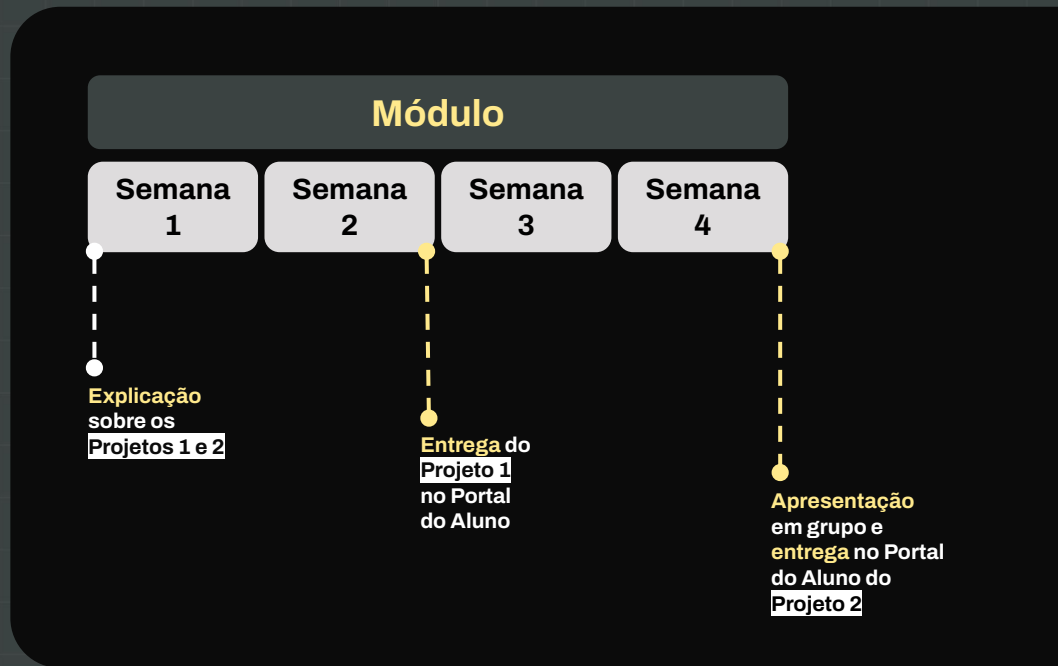 Módulo
Semana
1
Semana
2
Semana
3
Semana
4
Explicação
sobre os
Projetos 1 e 2
Entrega do
Projeto 1
no Portal
do Aluno
Apresentação
em grupo e
entrega no Portal
do Aluno do
Projeto 2